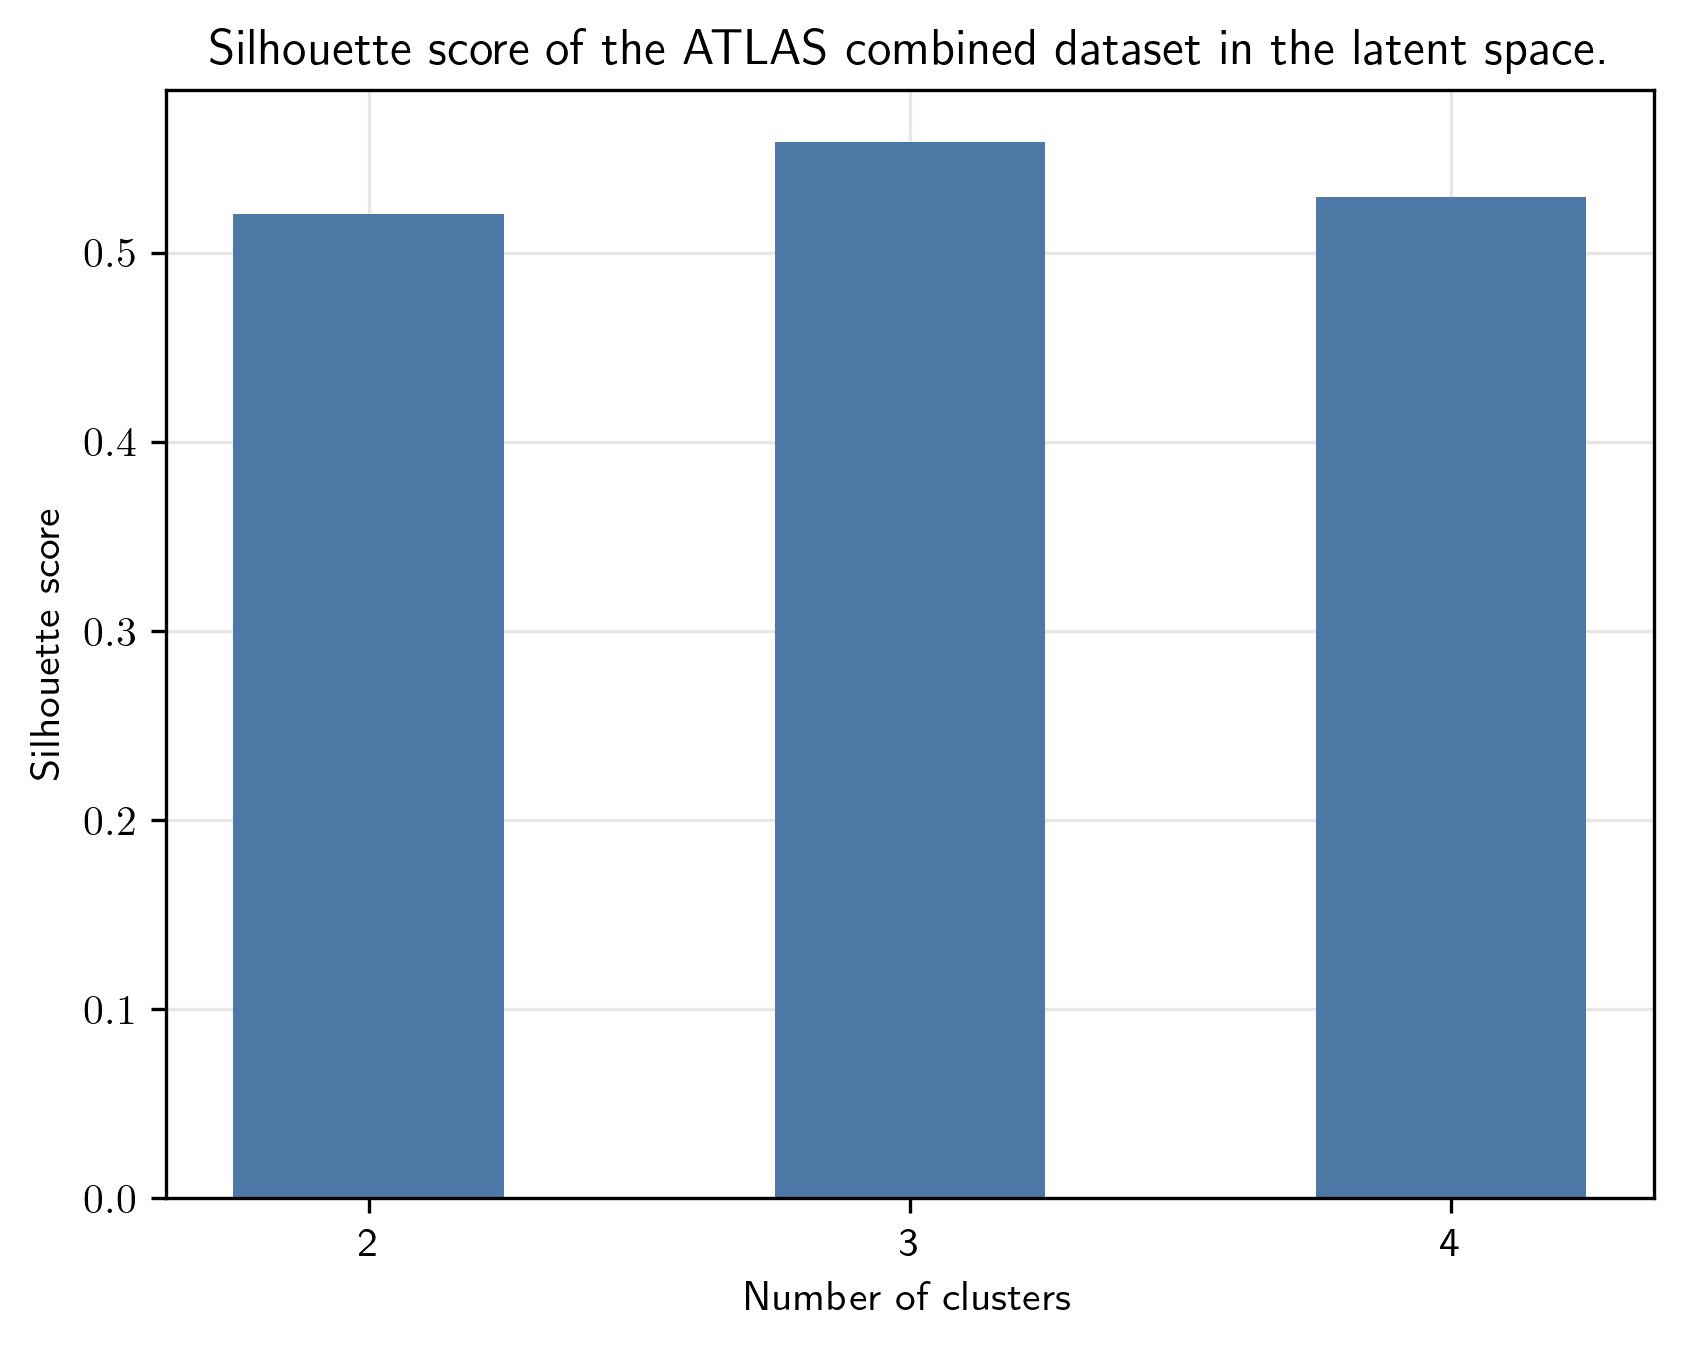 Silhouette score of the ATLAS combined dataset in the latent space.
Silhouette score
0.5
0.4
0.3
0.2
0.1
0.0
2 3 4
Number of clusters